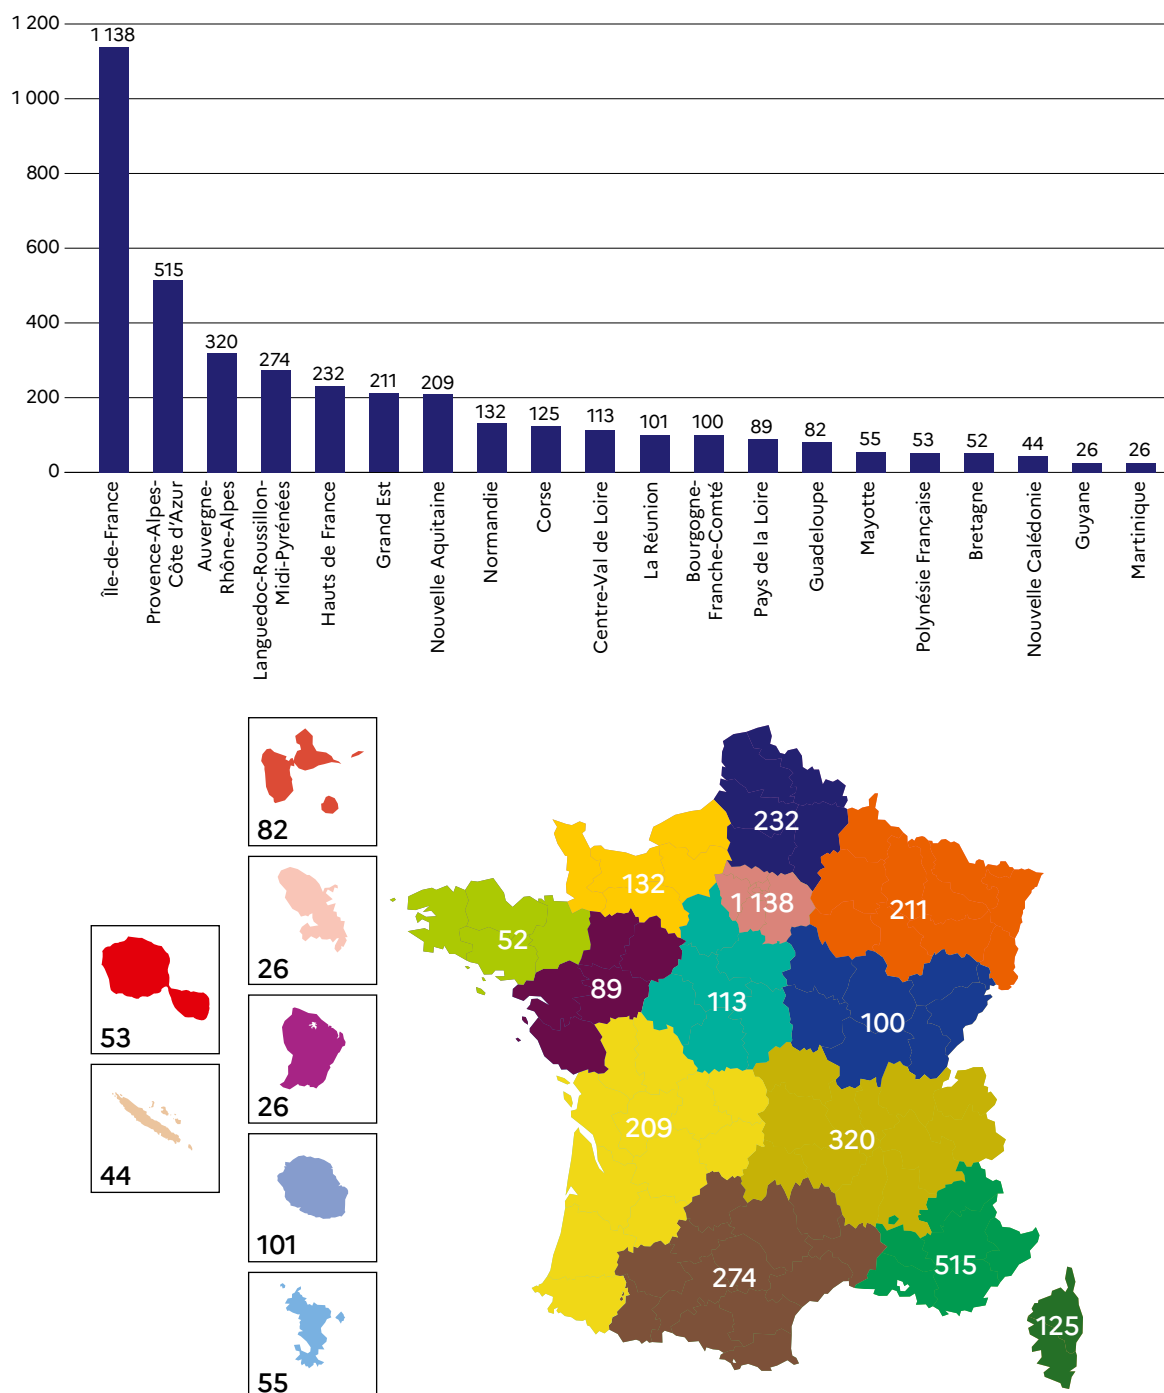 1 200
1 000
800
600
400
200
0
1 138
515
320
274
232
211
209
132
125
113
101
100
89
82
55
53
52
44
26
26
Île-de-France
Provence-Alpes-
Côte d'Azur
Auvergne-
Rhône-Alpes
Languedoc-Roussillon-
Midi-Pyrénées
Hauts de France
Grand Est
Nouvelle Aquitaine
Normandie
Corse
Centre-Val de Loire
La Réunion
Bourgogne-
Franche-Comté
Pays de la Loire
Guadeloupe
Mayotte
Polynésie Française
Bretagne
Nouvelle Calédonie
Guyane
Martinique
82
26
53
26
44
101
55
232
132
1 138
211
52
89
113
100
209
320
274
515
125